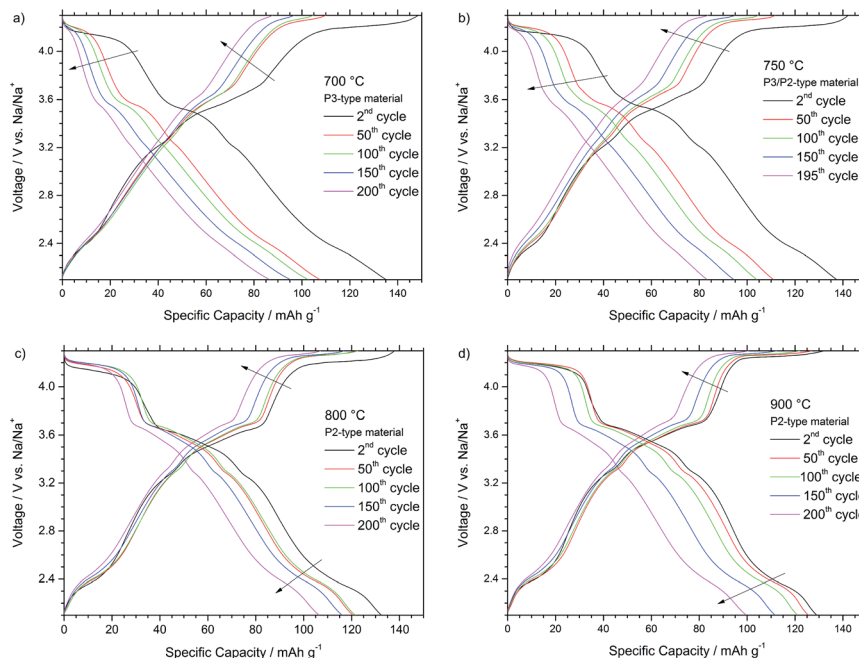 a)
4.0
3.6
3.2
2.4
Voltage / V vs. Na/Na⁺
0 20 40 60 80 100 120 140
Specific Capacity / mAh g⁻¹
700 °C
P3-type material
2ⁿᵈ cycle
50ᵗʰ cycle
100ᵗʰ cycle
150ᵗʰ cycle
200ᵗʰ cycle
b)
4.0
3.6
3.2
2.4
Voltage / V vs. Na/Na⁺
0 20 40 60 80 100 120 140
Specific Capacity / mAh g⁻¹
750 °C
P3/P2-type material
2ⁿᵈ cycle
50ᵗʰ cycle
100ᵗʰ cycle
150ᵗʰ cycle
195ᵗʰ cycle
c)
4.0
3.6
3.2
2.4
Voltage / V vs. Na/Na⁺
0 20 40 60 80 100 120 140
Specific Capacity / mAh g⁻¹
800 °C
P2-type material
2ⁿᵈ cycle
50ᵗʰ cycle
100ᵗʰ cycle
150ᵗʰ cycle
200ᵗʰ cycle
d)
4.0
3.6
3.2
2.4
Voltage / V vs. Na/Na⁺
0 20 40 60 80 100 120 140
Specific Capacity / mAh g⁻¹
900 °C
P2-type material
2ⁿᵈ cycle
50ᵗʰ cycle
100ᵗʰ cycle
150ᵗʰ cycle
200ᵗʰ cycle